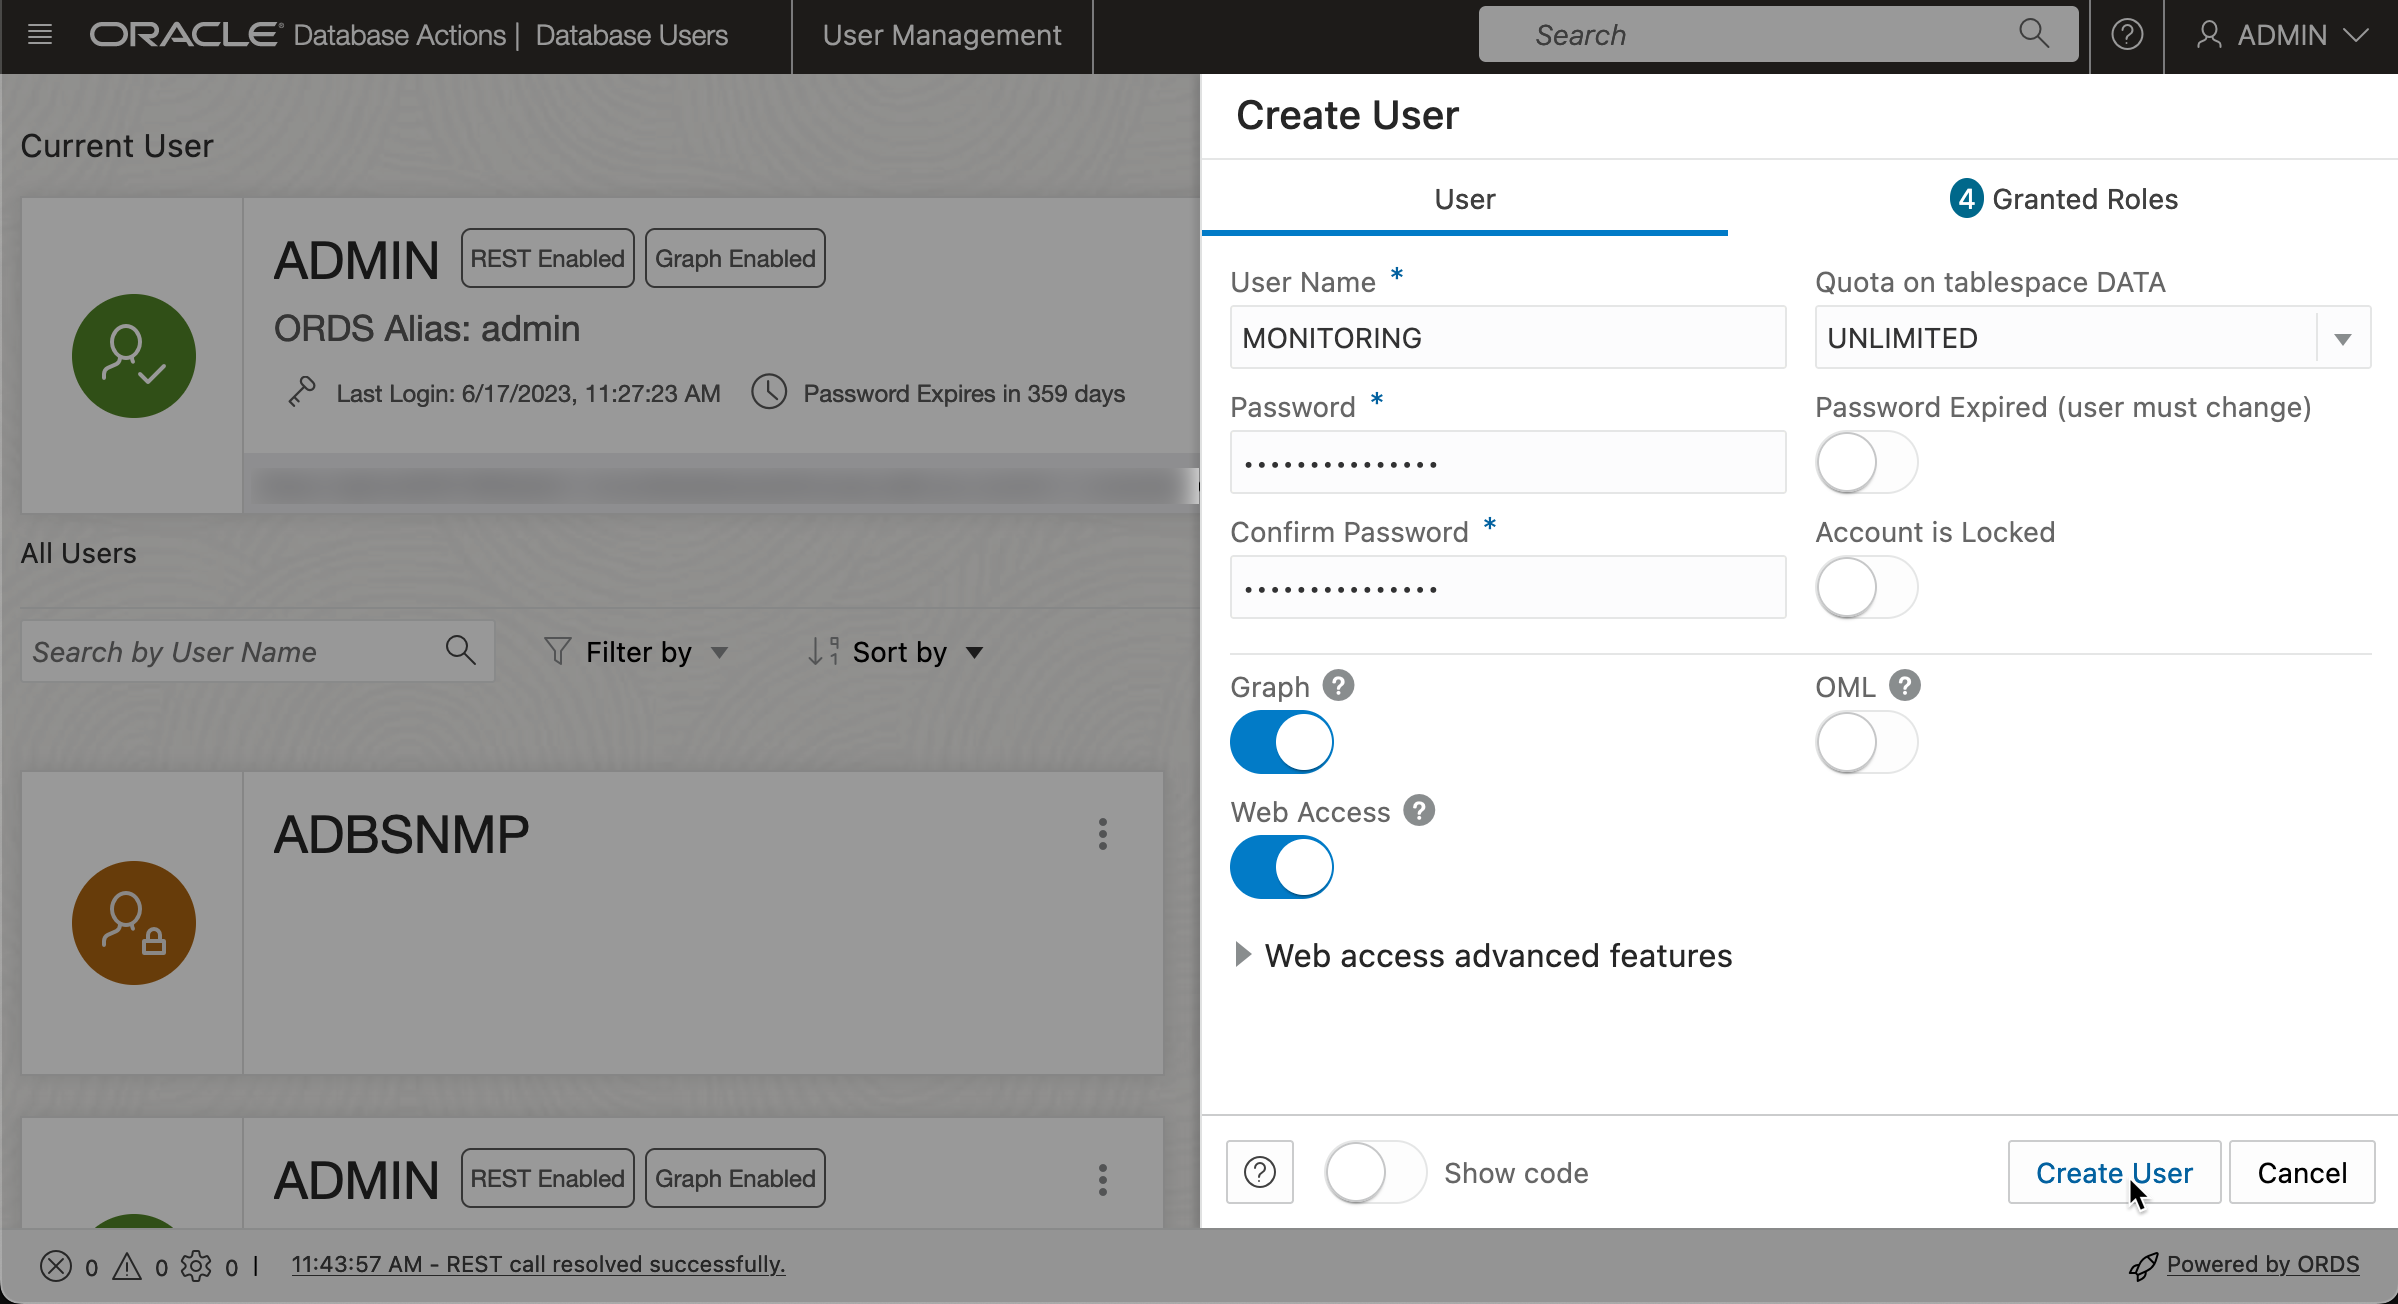 ORACLE® Database Actions | Database Users User Management Search ADMIN
Current User
ADMIN REST Enabled Graph Enabled
ORDS Alias: admin
Last Login: 6/17/2023, 11:27:23 AM Password Expires in 359 days
All Users
Search by User Name Filter by Sort by
ADBSNMP
ADMIN REST Enabled Graph Enabled
Create User
User 4 Granted Roles
User Name * Quota on tablespace DATA
MONITORING UNLIMITED
Password * Password Expired (user must change)
•••••••••••••••
Confirm Password * Account is Locked
•••••••••••••••
Graph ? OML ?
Web Access ?
Web access advanced features
? Show code Create User Cancel
0 0 0 | 11:43:57 AM - REST call resolved successfully. Powered by ORDS